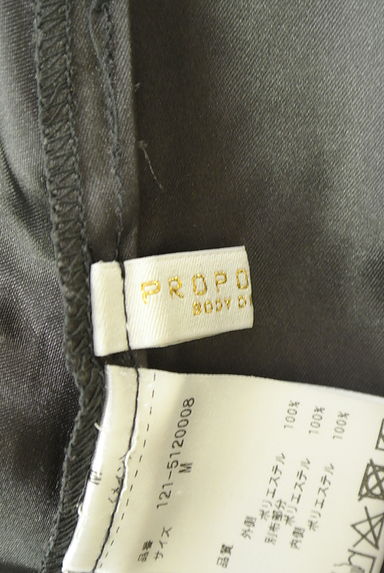 PROPO
BODY D
品番 121-5120008
サイズ M
品質
外側 ポリエステル 100%
別布部分 ポリエステル 100%
内側 ポリエステル 100%